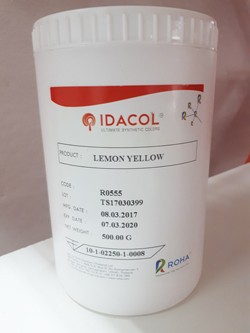 IDACOL®
ULTIMATE SYNTHETIC COLORS
PRODUCT : LEMON YELLOW
CODE : R0555
LOT : TS17030399
MFG. DATE : 08.03.2017
EXP. DATE : 07.03.2020
NET WEIGHT : 500.00 G
10/1-02250-1-0008
ROHA